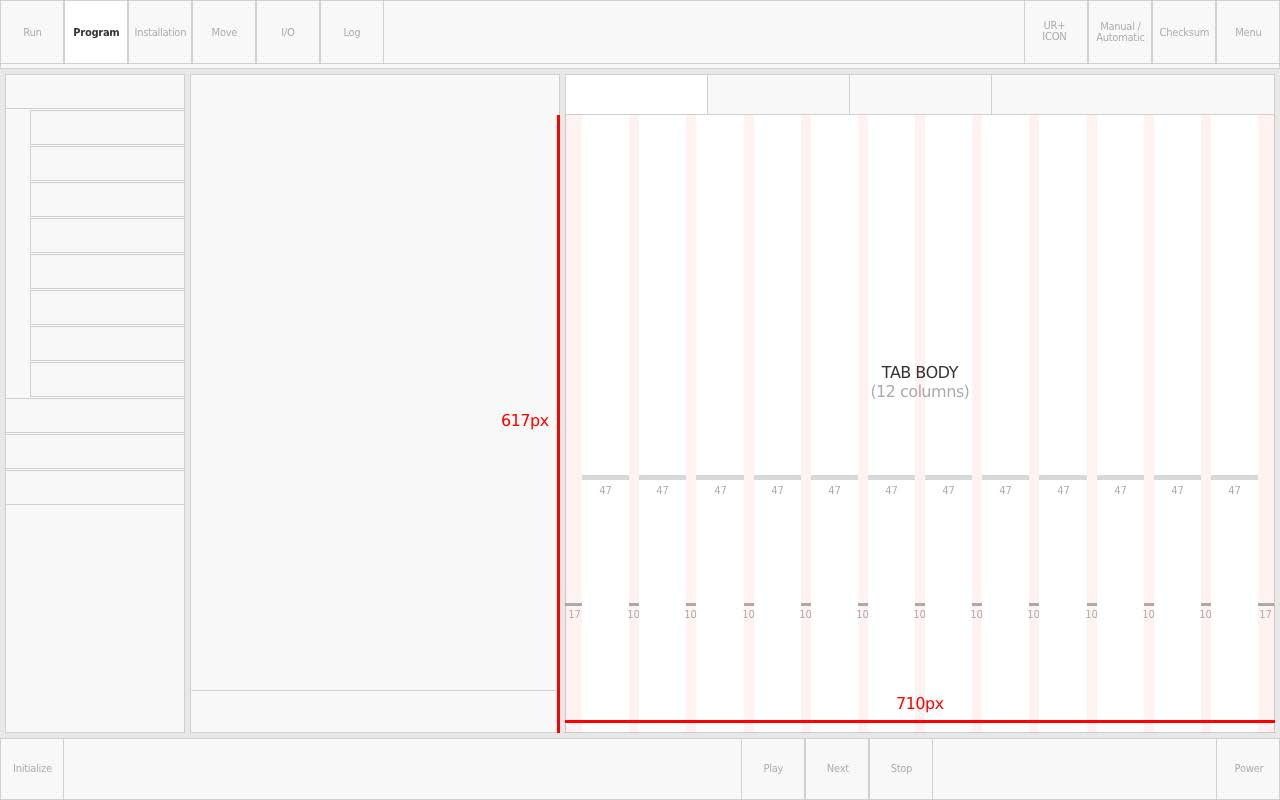 Run
Program
Installation
Move
I/O
Log
UR+
ICON
Manual /
Automatic
Checksum
Menu
TAB BODY
(12 columns)
617px
47 47 47 47 47 47 47 47 47 47 47 47
17 10 10 10 10 10 10 10 10 10 10 10 17
710px
Initialize
Play
Next
Stop
Power